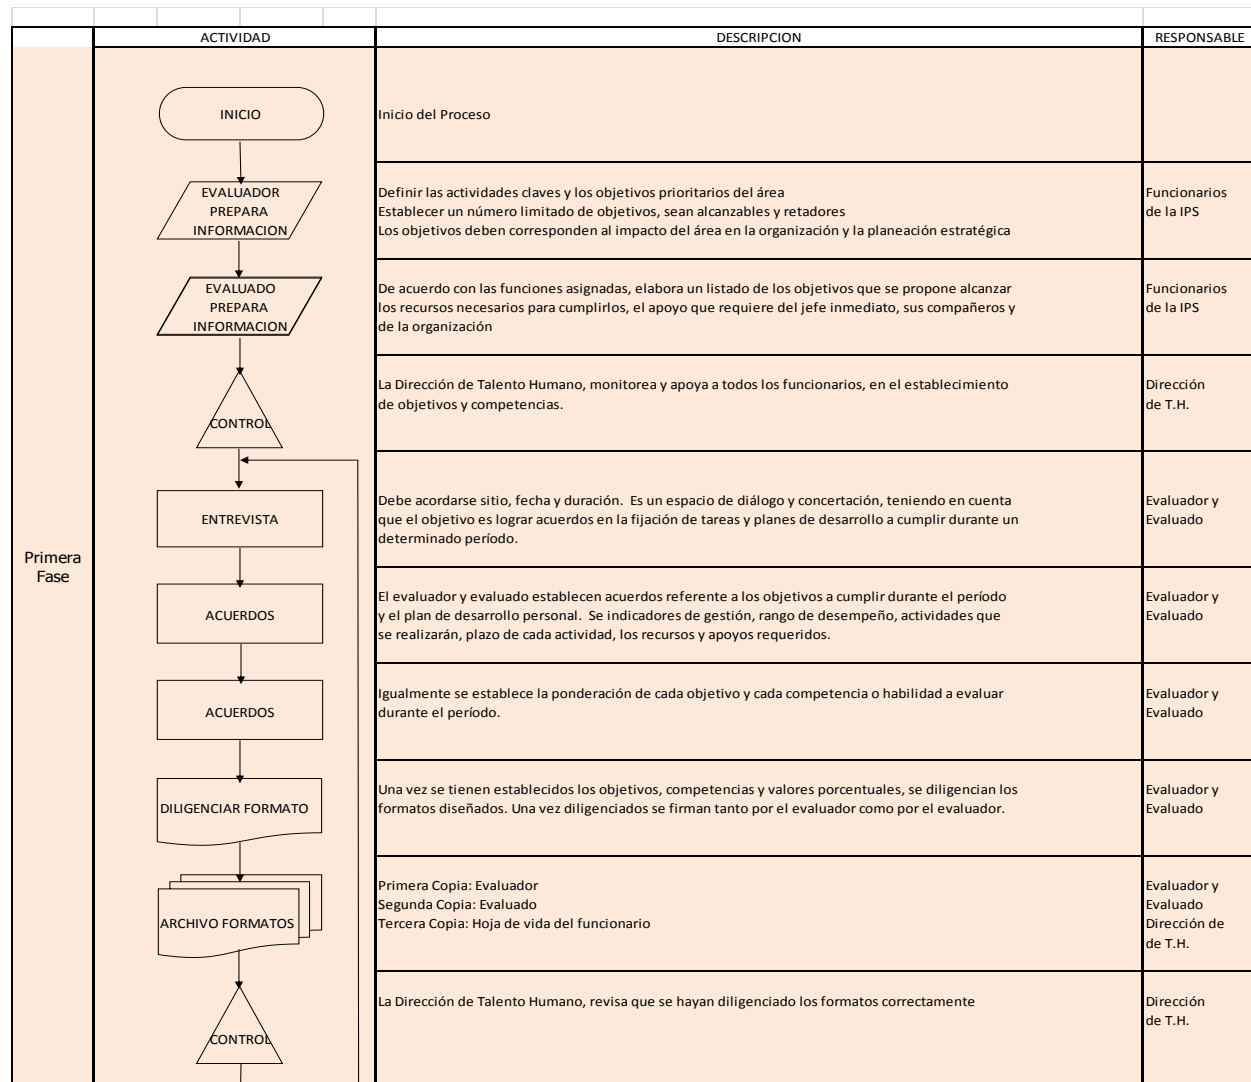 ACTIVIDAD
DESCRIPCION
RESPONSABLE
Primera
Fase
INICIO
Inicio del Proceso
EVALUADOR
PREPARA
INFORMACION
Definir las actividades claves y los objetivos prioritarios del área
Establecer un número limitado de objetivos, sean alcanzables y retadores
Los objetivos deben corresponden al impacto del área en la organización y la planeación estratégica
Funcionarios
de la IPS
EVALUADO
PREPARA
INFORMACION
De acuerdo con las funciones asignadas, elabora un listado de los objetivos que se propone alcanzar
los recursos necesarios para cumplirlos, el apoyo que requiere del jefe inmediato, sus compañeros y
de la organización
Funcionarios
de la IPS
CONTROL
La Dirección de Talento Humano, monitorea y apoya a todos los funcionarios, en el establecimiento
de objetivos y competencias.
Dirección
de T.H.
ENTREVISTA
Debe acordarse sitio, fecha y duración.  Es un espacio de diálogo y concertación, teniendo en cuenta
que el objetivo es lograr acuerdos en la fijación de tareas y planes de desarrollo a cumplir durante un
determinado período.
Evaluador y
Evaluado
ACUERDOS
El evaluador y evaluado establecen acuerdos referente a los objetivos a cumplir durante el período
y el plan de desarrollo personal.  Se indicadores de gestión, rango de desempeño, actividades que
se realizarán, plazo de cada actividad, los recursos y apoyos requeridos.
Evaluador y
Evaluado
ACUERDOS
Igualmente se establece la ponderación de cada objetivo y cada competencia o habilidad a evaluar
durante el período.
Evaluador y
Evaluado
DILIGENCIAR FORMATO
Una vez se tienen establecidos los objetivos, competencias y valores porcentuales, se diligencian los
formatos diseñados. Una vez diligenciados se firman tanto por el evaluador como por el evaluador.
Evaluador y
Evaluado
ARCHIVO FORMATOS
Primera Copia: Evaluador
Segunda Copia: Evaluado
Tercera Copia: Hoja de vida del funcionario
Evaluador y
Evaluado
Dirección de
de T.H.
CONTROL
La Dirección de Talento Humano, revisa que se hayan diligenciado los formatos correctamente
Dirección
de T.H.